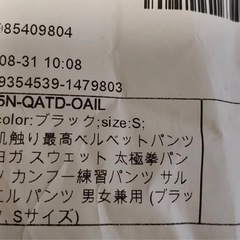 985409804
08-31 10:08
9354539-1479803
5N-QATD-OAIL
color:ブラック;size:S;
肌触り最高ベルベットパンツ
ヨガ スウェット 太極拳パン
ツ カンフー練習パンツ サル
エル パンツ 男女兼用 (ブラッ
ク, Sサイズ)